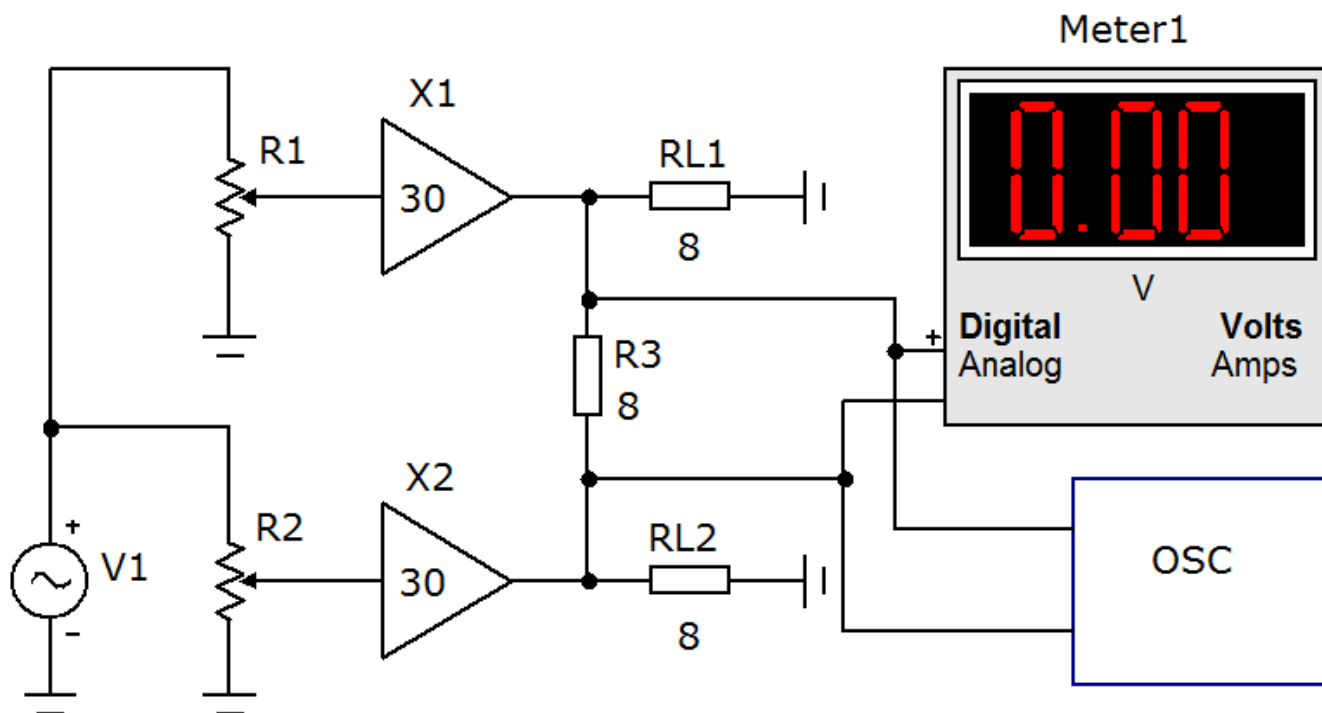 Meter1
X1
R1
30
RL1
8
0.00
V
+
Digital
Volts
Analog
Amps
R3
8
X2
R2
30
RL2
8
+
V1
-
OSC